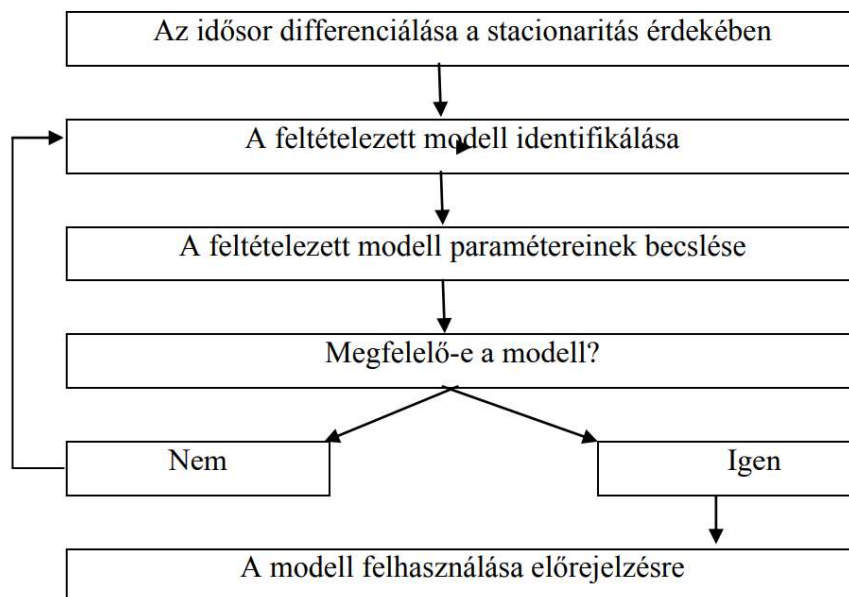 Az idősor differenciálása a stacionaritás érdekében
A feltételezett modell identifikálása
A feltételezett modell paramétereinek becslése
Megfelelő-e a modell?
Nem
Igen
A modell felhasználása előrejelzésre